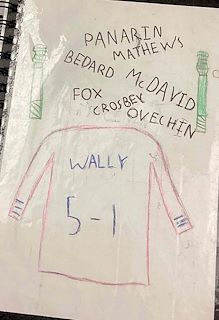 PANARIN
MATHEWS
BEDARD McDAVID
FOX
CROSBEY
OVECHIN
WALLY
5-1